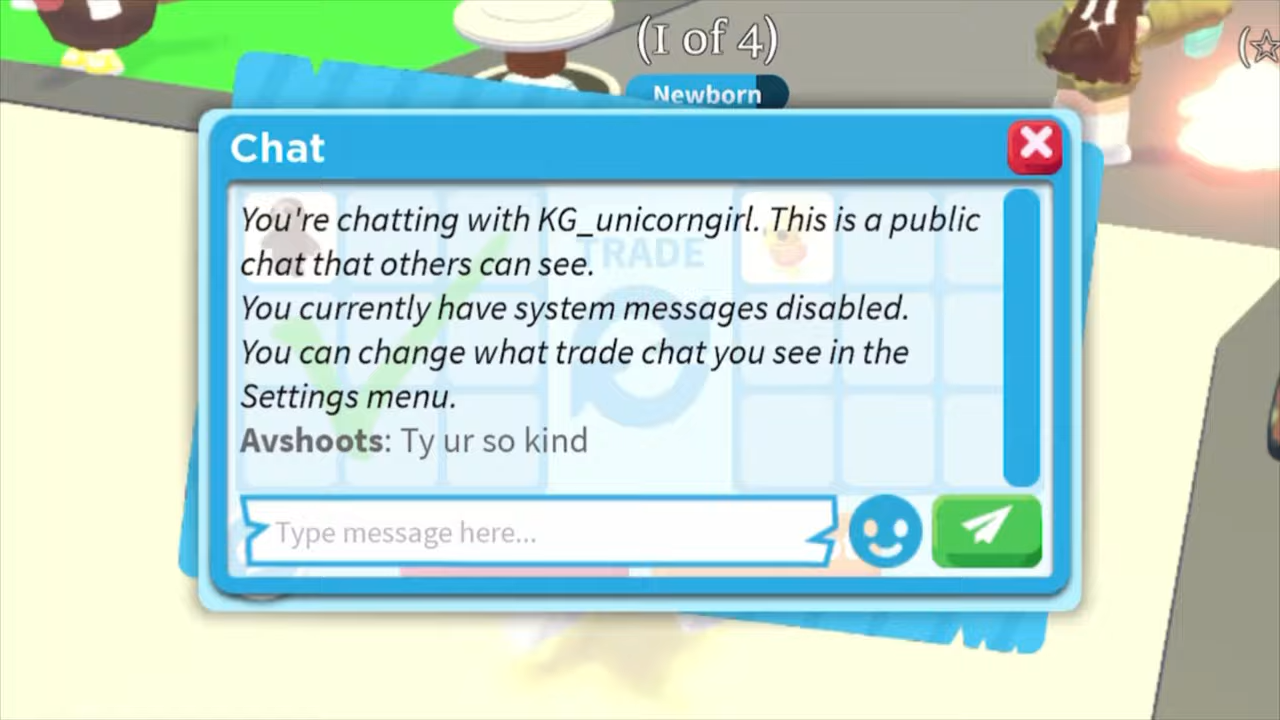 (1 of 4)
Newborn
Chat
You're chatting with KG_unicorngirl. This is a public
chat that others can see.
TRADE
You currently have system messages disabled.
You can change what trade chat you see in the
Settings menu.
Avshoots: Ty ur so kind
Type message here...